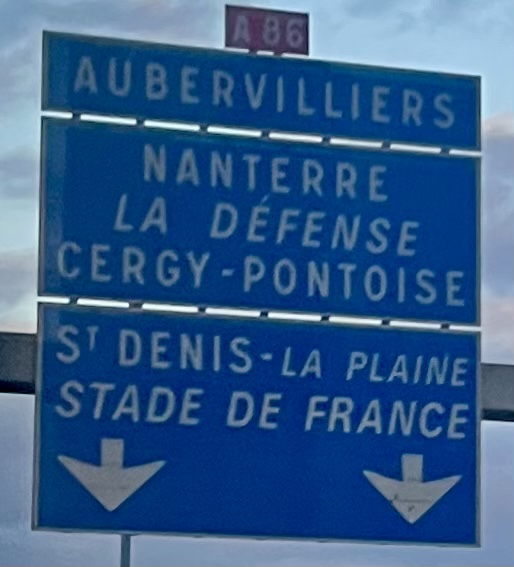 A 86
AUBERVILLIERS
NANTERRE
LA DÉFENSE
CERGY-PONTOISE
Sᵀ DENIS-LA PLAINE
STADE DE FRANCE